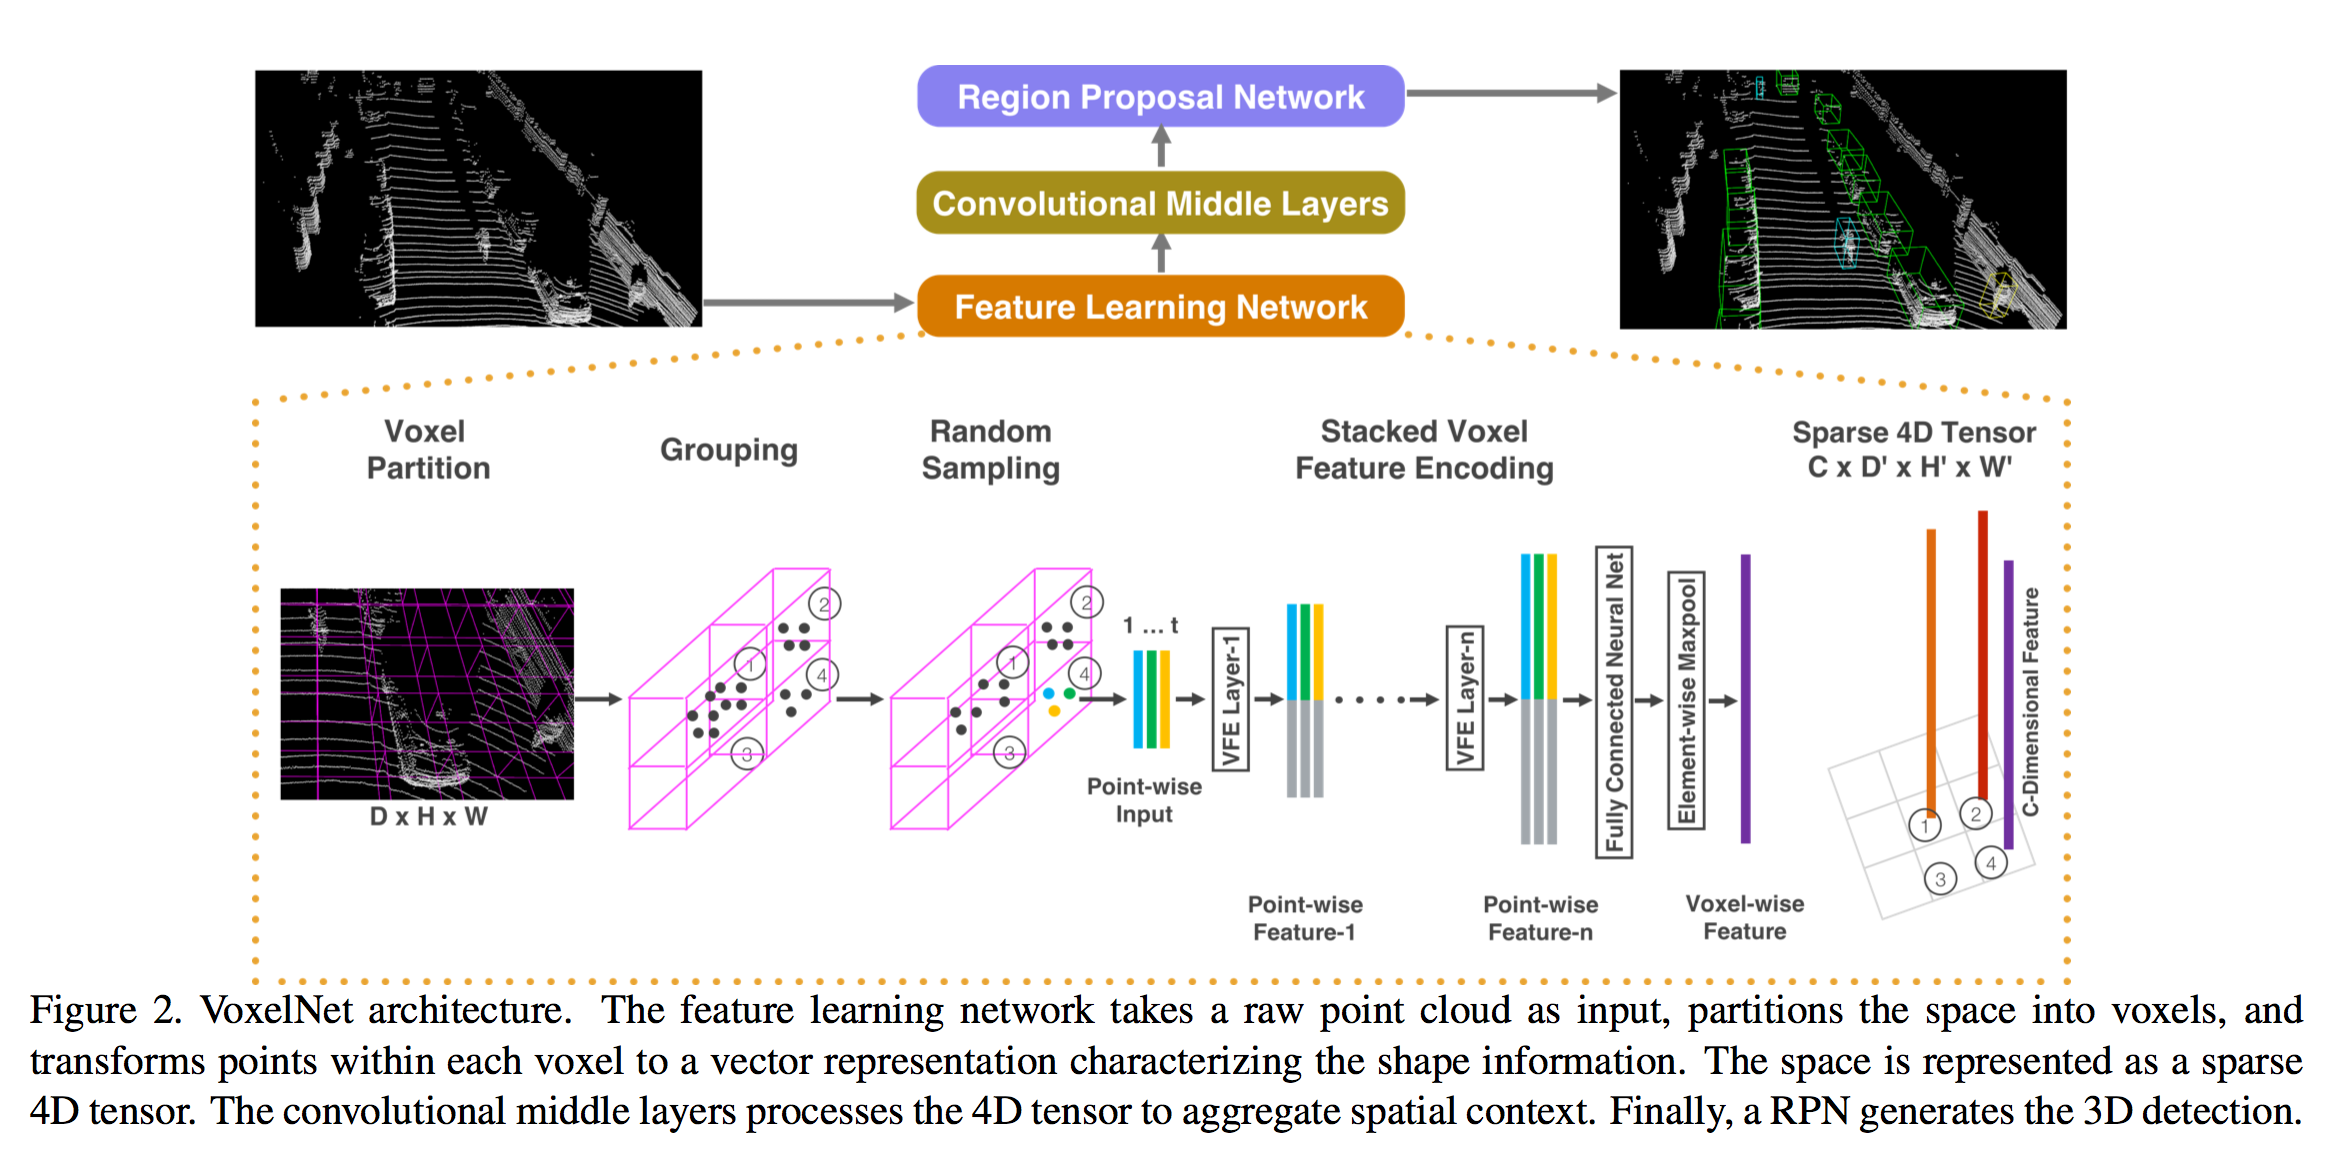 Region Proposal Network
Convolutional Middle Layers
Feature Learning Network
Voxel
Partition
Grouping
Random
Sampling
Stacked Voxel
Feature Encoding
Sparse 4D Tensor
C x D' x H' x W'
D x H x W
1
2
3
4
1
2
3
4
1 ... t
Point-wise
Input
VFE Layer-1
Point-wise
Feature-1
VFE Layer-n
Point-wise
Feature-n
Fully Connected Neural Net
Element-wise Maxpool
Voxel-wise
Feature
C-Dimensional Feature
1
2
3
4
Figure 2. VoxelNet architecture. The feature learning network takes a raw point cloud as input, partitions the space into voxels, and
transforms points within each voxel to a vector representation characterizing the shape information. The space is represented as a sparse
4D tensor. The convolutional middle layers processes the 4D tensor to aggregate spatial context. Finally, a RPN generates the 3D detection.